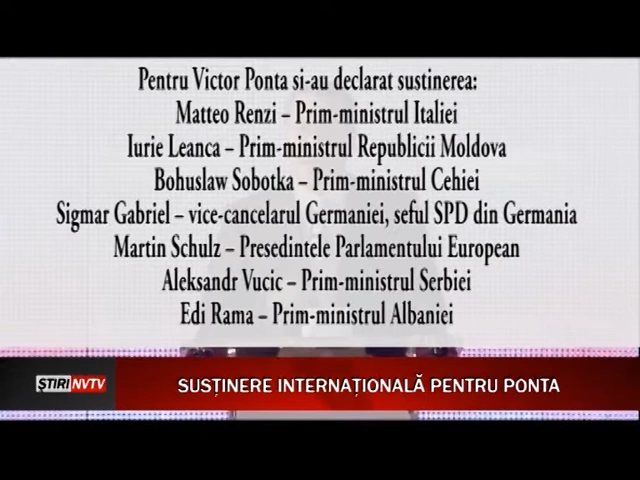 Pentru Victor Ponta si-au declarat sustinerea:
Matteo Renzi – Prim-ministrul Italiei
Iurie Leanca – Prim-ministrul Republicii Moldova
Bohuslaw Sobotka – Prim-ministrul Cehiei
Sigmar Gabriel – vice-cancelarul Germaniei, seful SPD din Germania
Martin Schulz – Presedintele Parlamentului European
Aleksandr Vucic – Prim-ministrul Serbiei
Edi Rama – Prim-ministrul Albaniei
ȘTIRI NVTV
SUSȚINERE INTERNAȚIONALĂ PENTRU PONTA